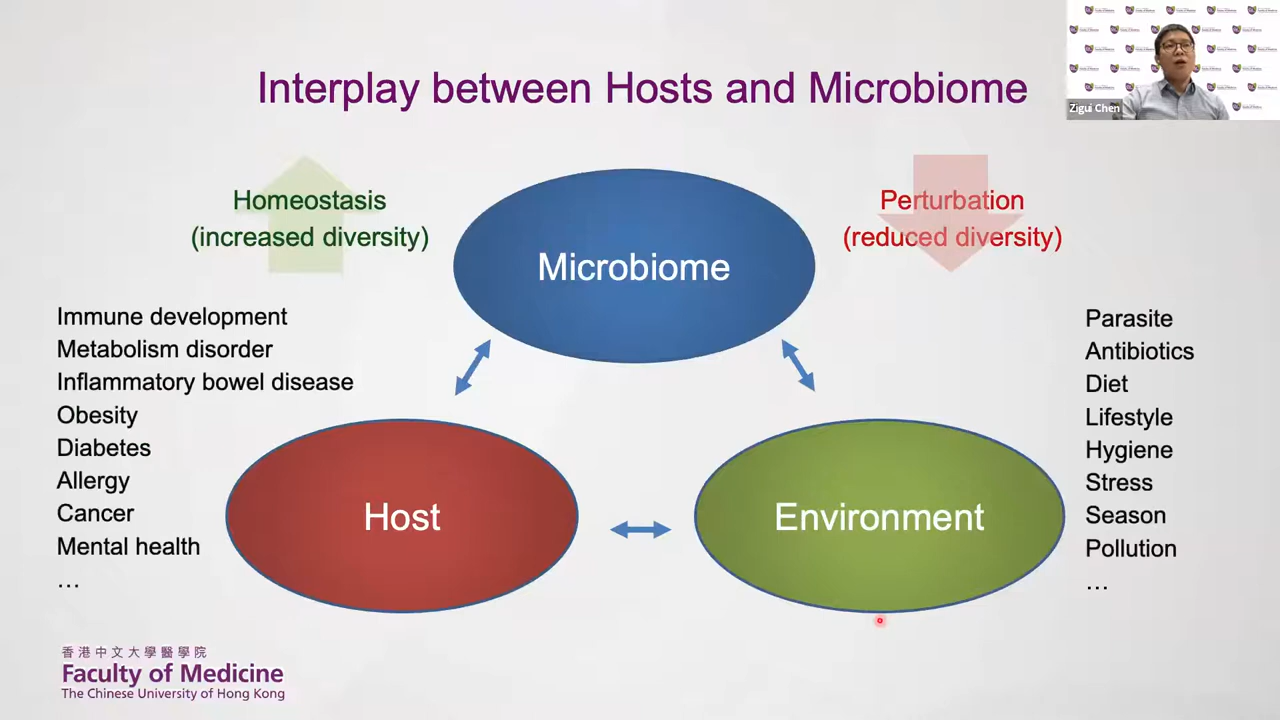 Interplay between Hosts and Microbiome
Zigui Chen
Homeostasis
(increased diversity)
Perturbation
(reduced diversity)
Microbiome
Immune development
Metabolism disorder
Inflammatory bowel disease
Obesity
Diabetes
Allergy
Cancer
Mental health
…
Host
Environment
Parasite
Antibiotics
Diet
Lifestyle
Hygiene
Stress
Season
Pollution
…
香港中文大學醫學院
Faculty of Medicine
The Chinese University of Hong Kong